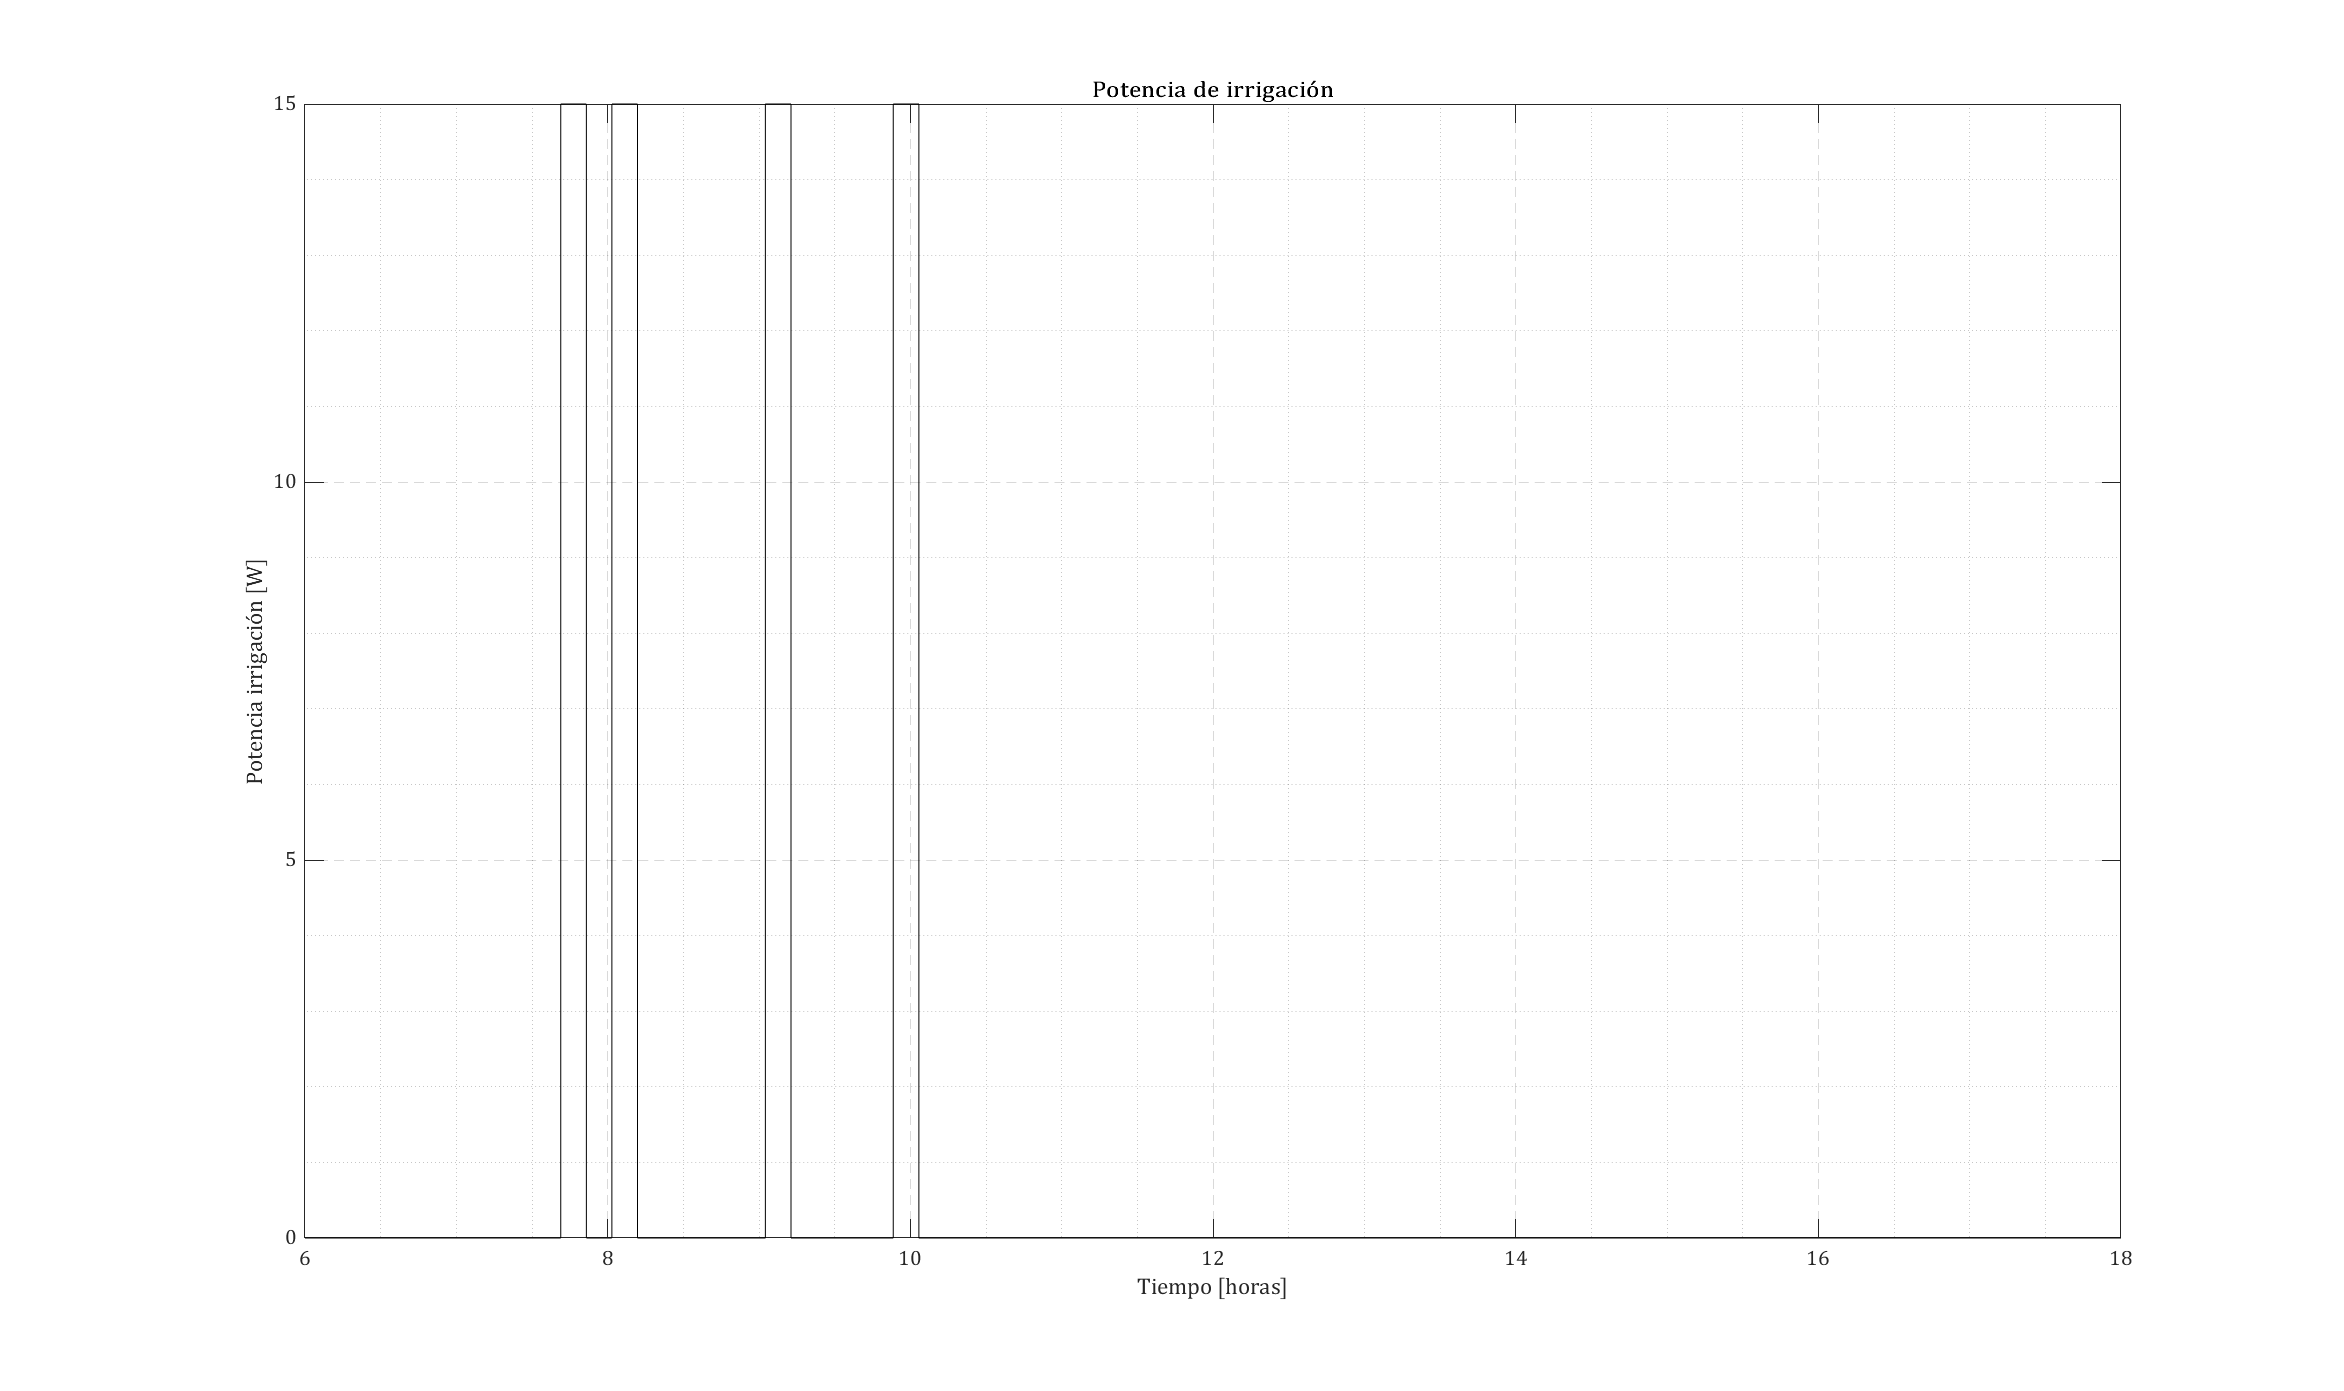 Potencia de irrigación
15
10
5
0
Potencia irrigación [W]
6 8 10 12 14 16 18
Tiempo [horas]